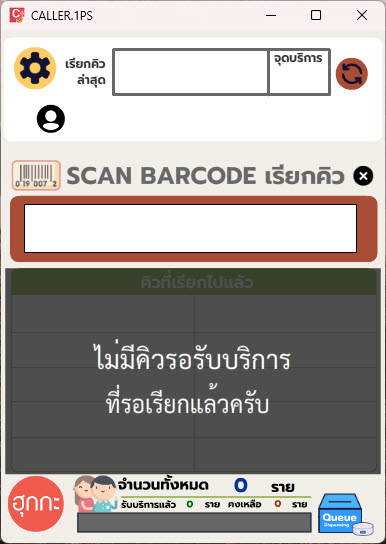 CALLER.1PS
เรียกคิว
ล่าสุด
จุดบริการ
0 19 007 2
SCAN BARCODE เรียกคิว
คิวที่เรียกไปแล้ว
ไม่มีคิวรอรับบริการ
ที่รอเรียกแล้วครับ
ฮุกกะ
จำนวนทั้งหมด 0 ราย
รับบริการแล้ว 0 ราย คงเหลือ 0 ราย
Queue
Dispensing